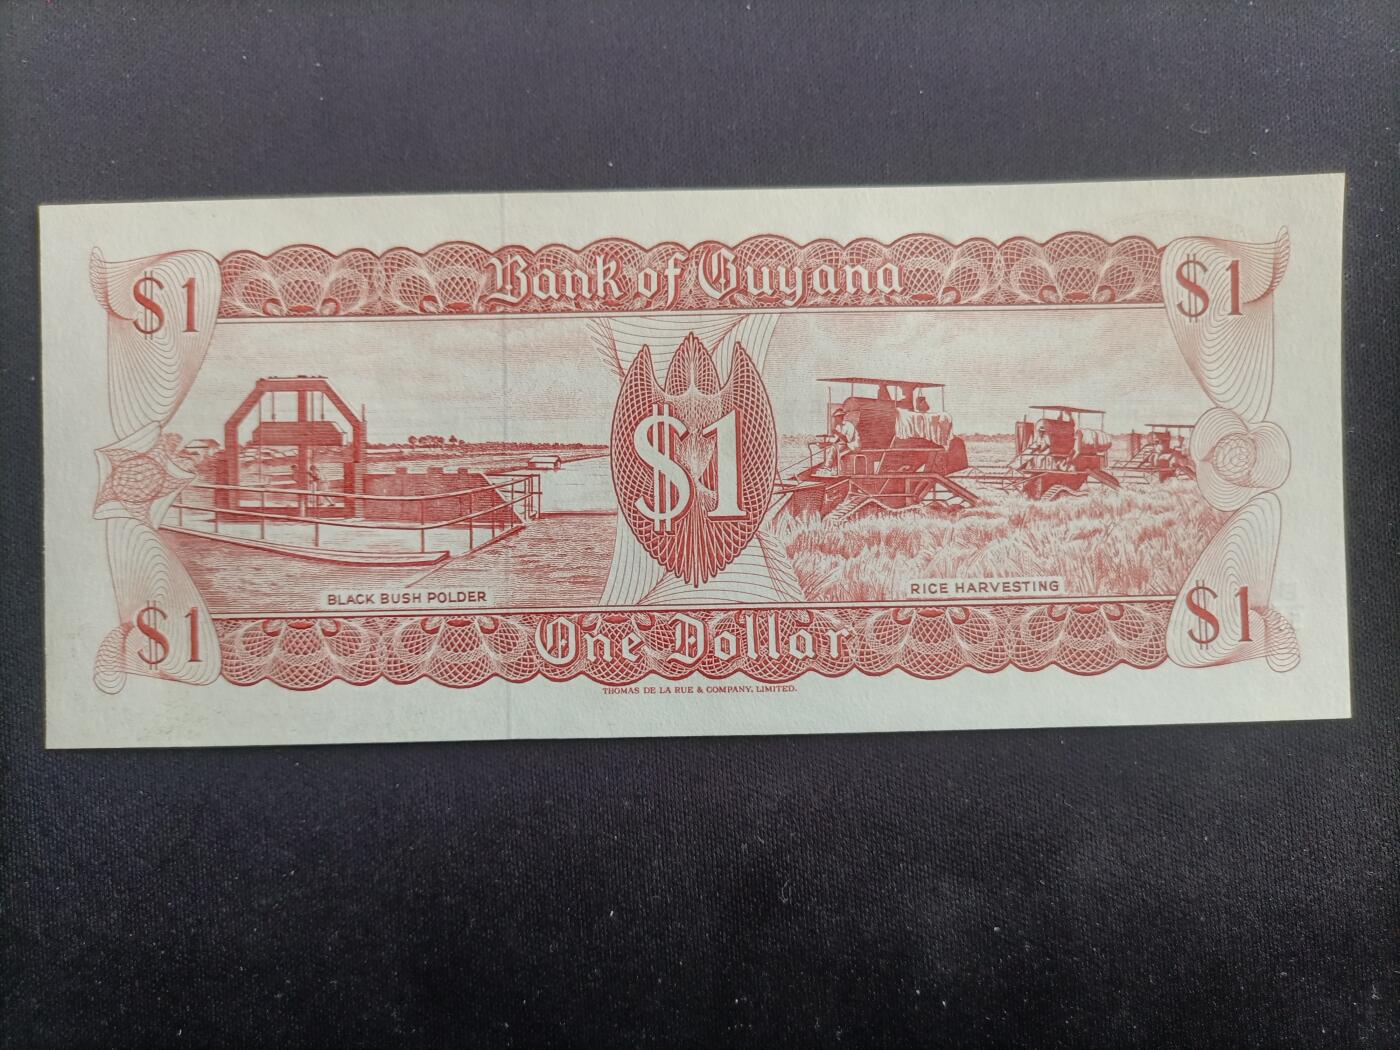 Bank of Guyana
$1
$1
$1
BLACK BUSH POLDER
RICE HARVESTING
$1
$1
One Dollar
THOMAS DE LA RUE & COMPANY, LIMITED.